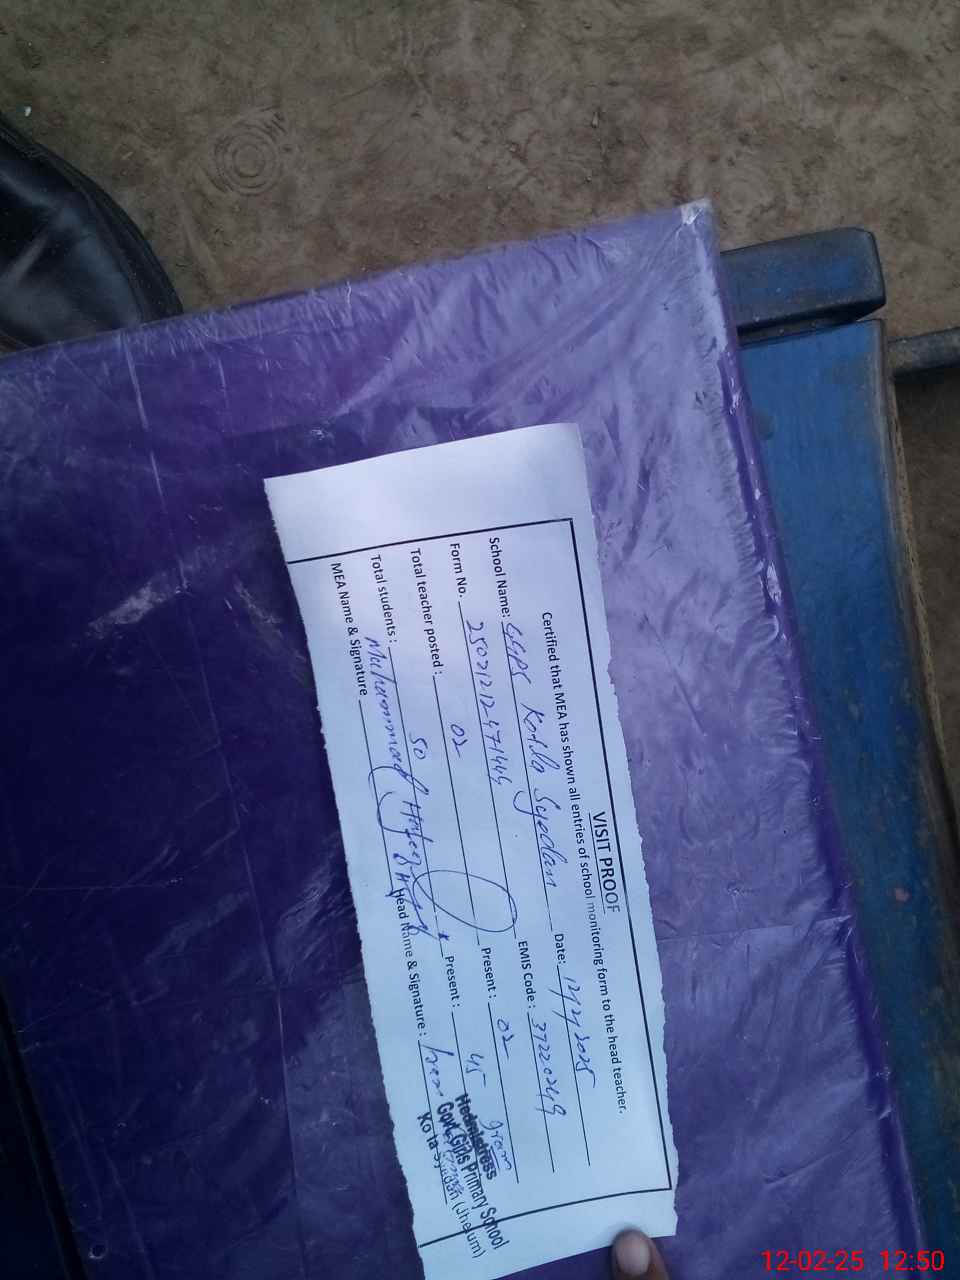 VISIT PROOF
Certified that MEA has shown all entries of school monitoring form to the head teacher.
School Name: GGPS Kotla Syedan Date: 12/2/2025
Form No. EMIS Code: 37220249
Total teacher posted: 02 Present: 02
Total students: 50 Present: 45
MEA Name & Signature Muhammad Head Name & Signature: Iram
Headmistress
Govt. Girls Primary School
(Jhelum)
12-02-25 12:50